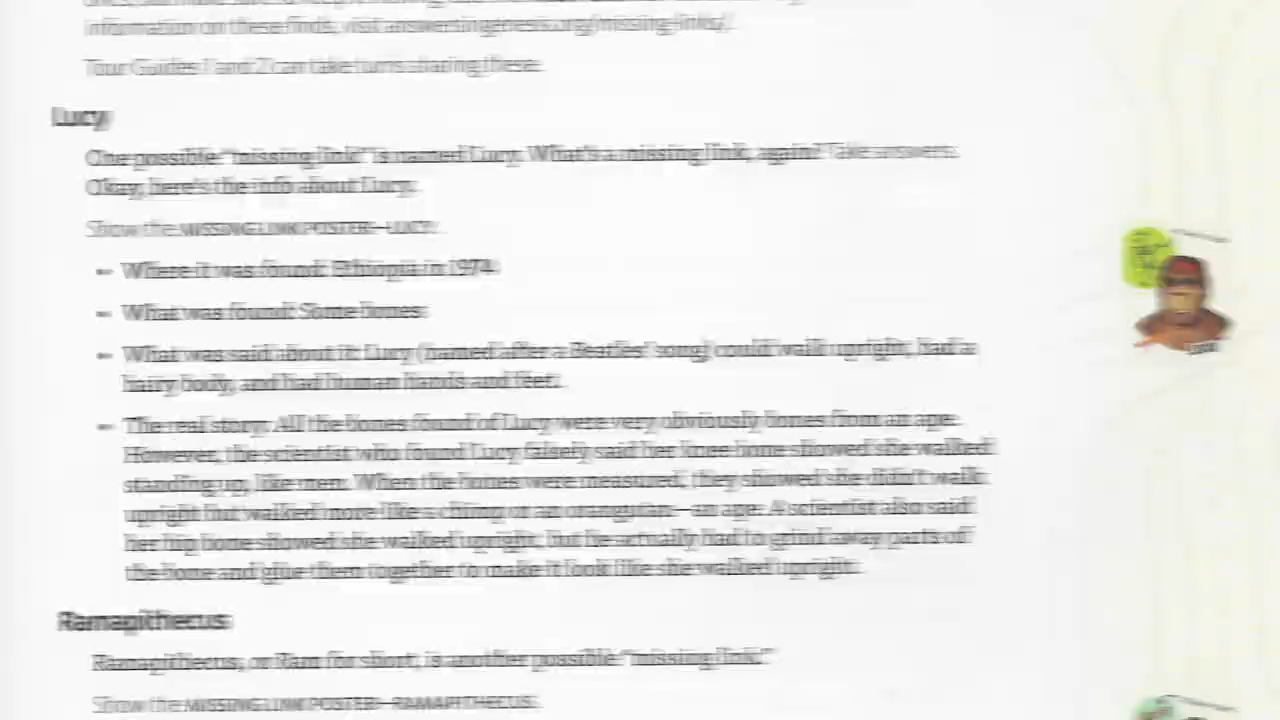 information on these finds, visit answersingenesis.org/missing-links/.
Tour Guides 1 and 2 can take turns sharing these.
Lucy
One possible "missing link" is named Lucy. What's a missing link, again? Take answers.
Okay, here's the info about Lucy.
Show the MISSING LINK POSTER—LUCY.
Where it was found: Ethiopia in 1974
What was found: Some bones.
What was said about it: Lucy (named after a Beatles' song) could walk upright, had a
hairy body, and had human hands and feet.
The real story: All the bones found of Lucy were very obviously bones from an ape.
However, the scientist who found Lucy falsely said her knee bone showed she walked
standing up, like men. When the bones were measured, they showed she didn't walk
upright but walked more like a chimp or an orangutan—an ape. A scientist also said
her hip bone showed she walked upright, but he actually had to grind away parts of
the bone and glue them together to make it look like she walked upright.
Ramapithecus
Ramapithecus, or Ram for short, is another possible "missing link."
Show the MISSING LINK POSTER—RAMAPITHECUS.